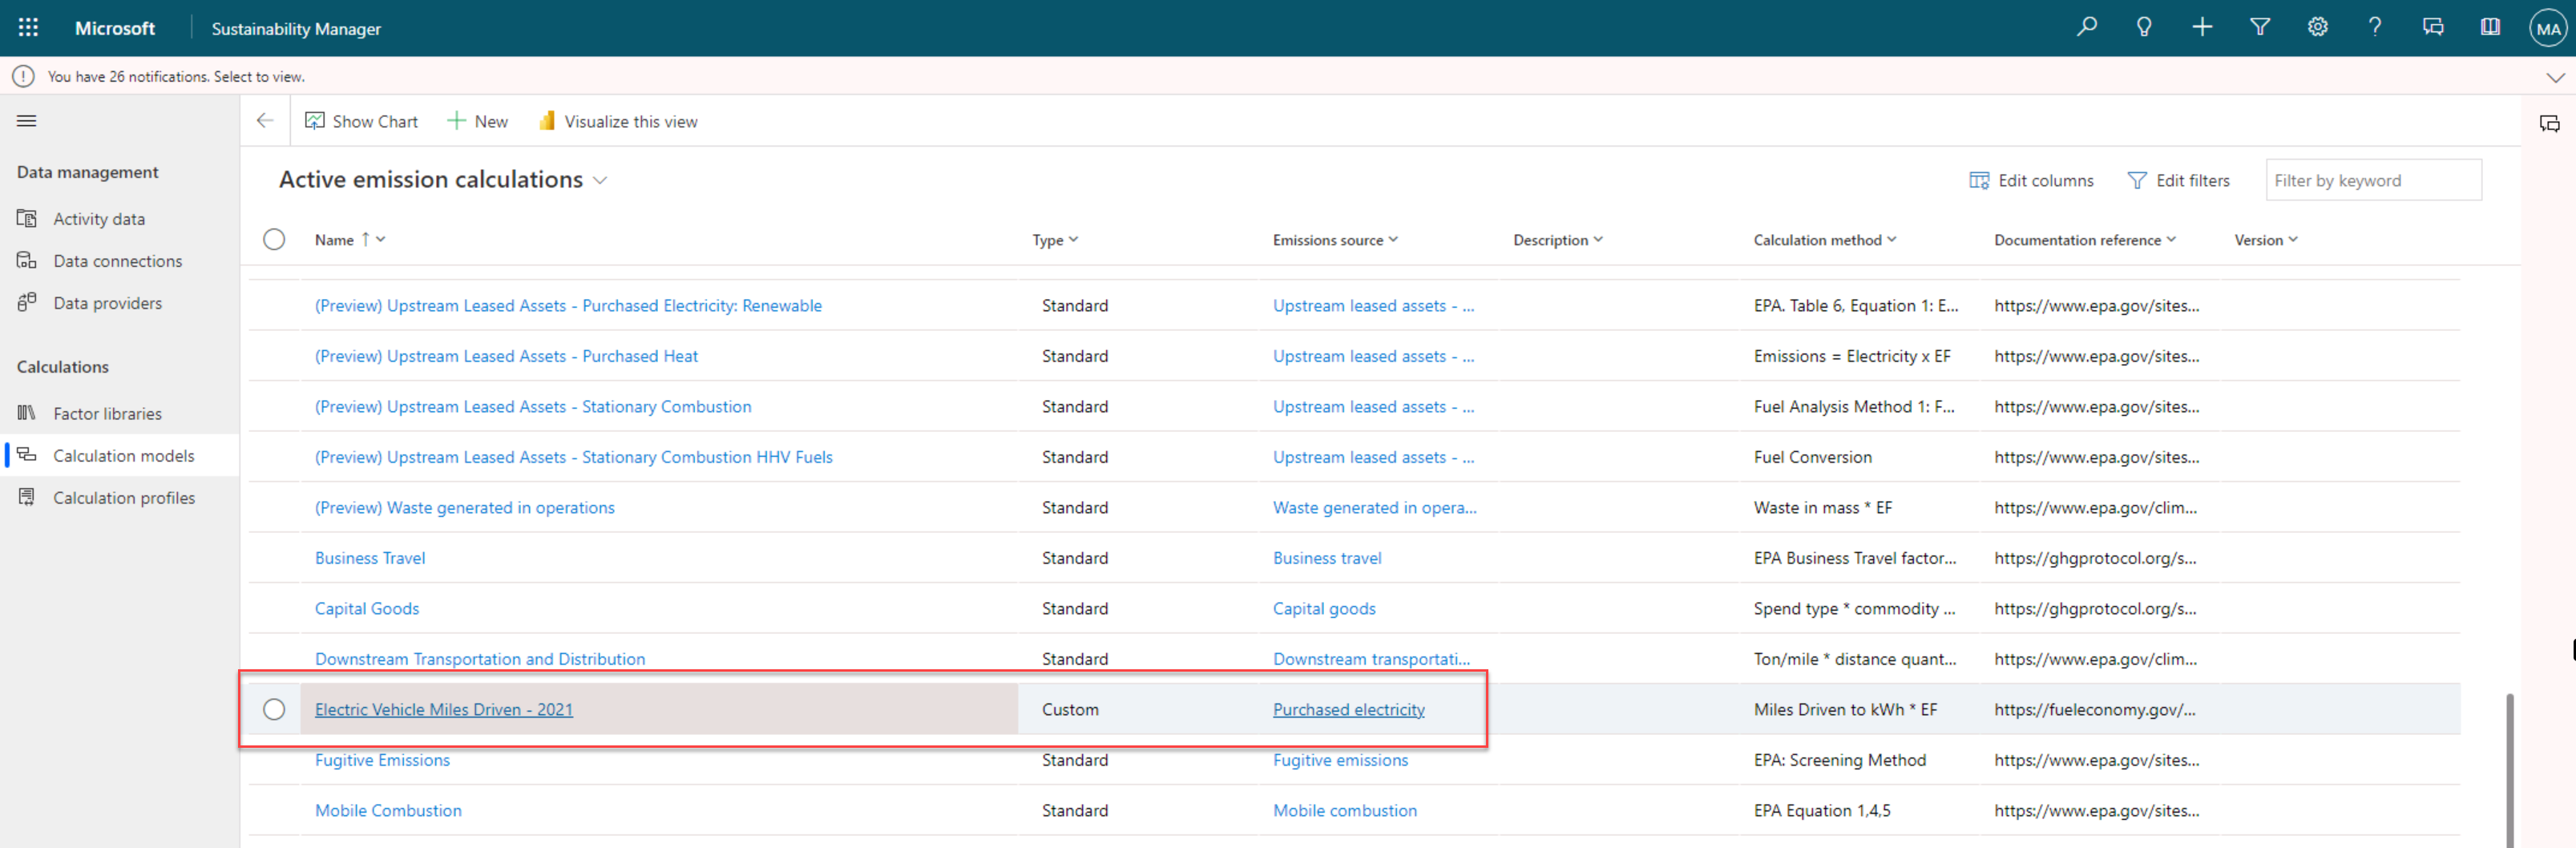 Microsoft Sustainability Manager MA
You have 26 notifications. Select to view.
Show Chart New Visualize this view
Data management
Activity data
Data connections
Data providers
Calculations
Factor libraries
Calculation models
Calculation profiles
Active emission calculations Edit columns Edit filters Filter by keyword
Name Type Emissions source Description Calculation method Documentation reference Version
(Preview) Upstream Leased Assets - Purchased Electricity: Renewable Standard Upstream leased assets - ... EPA. Table 6, Equation 1: E... https://www.epa.gov/sites...
(Preview) Upstream Leased Assets - Purchased Heat Standard Upstream leased assets - ... Emissions = Electricity x EF https://www.epa.gov/sites...
(Preview) Upstream Leased Assets - Stationary Combustion Standard Upstream leased assets - ... Fuel Analysis Method 1: F... https://www.epa.gov/sites...
(Preview) Upstream Leased Assets - Stationary Combustion HHV Fuels Standard Upstream leased assets - ... Fuel Conversion https://www.epa.gov/sites...
(Preview) Waste generated in operations Standard Waste generated in opera... Waste in mass * EF https://www.epa.gov/clim...
Business Travel Standard Business travel EPA Business Travel factor... https://ghgprotocol.org/s...
Capital Goods Standard Capital goods Spend type * commodity ... https://ghgprotocol.org/s...
Downstream Transportation and Distribution Standard Downstream transportati... Ton/mile * distance quant... https://www.epa.gov/clim...
Electric Vehicle Miles Driven - 2021 Custom Purchased electricity Miles Driven to kWh * EF https://fueleconomy.gov/...
Fugitive Emissions Standard Fugitive emissions EPA: Screening Method https://www.epa.gov/sites...
Mobile Combustion Standard Mobile combustion EPA Equation 1,4,5 https://www.epa.gov/sites...